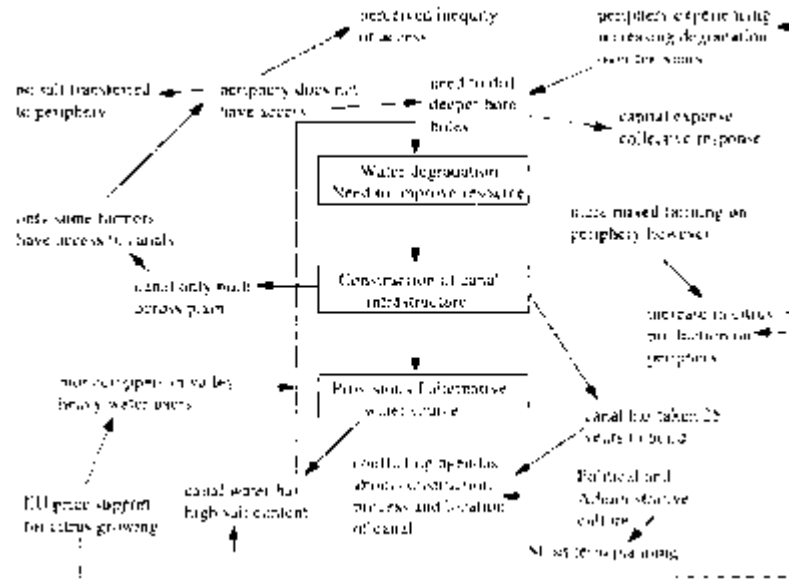 perceived inequity
of access
periphery experiencing
increasing degradation
over the years
no salt transferred
to periphery
periphery does not
have access
need to drill
deeper bore
holes
capital expense
collective response
Water degradation
Need to improve resource
only some farmers
have access to canals
more mixed farming on
periphery however
canal only built
across plain
Construction of canal
infrastructure
increase in citrus
production on
periphery
in valley
heavy water users
Provision of alternative
water source
canal has taken 25
years to build
EU price support
for citrus growing
canal water has
high salt content
conflicting agendas
construction
process and location
of canal
Political and
Administrative
culture
Short term planning